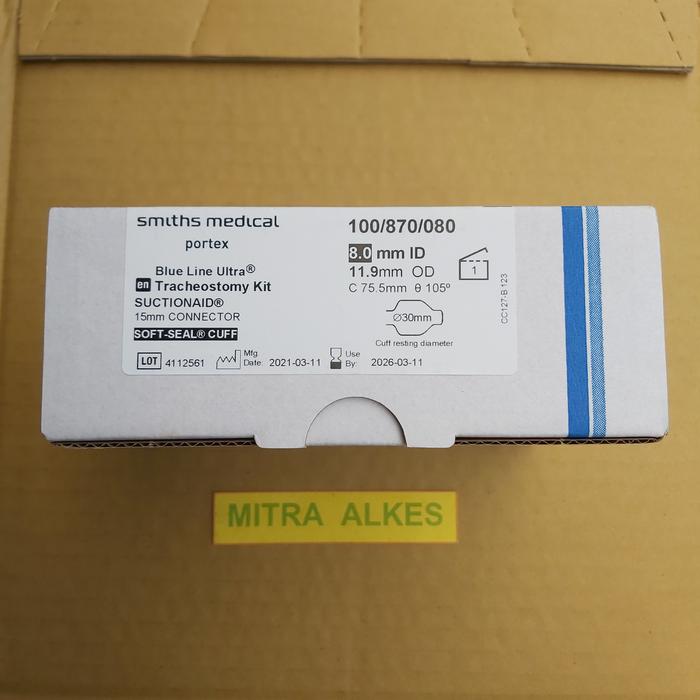 smiths medical
portex
Blue Line Ultra®
en Tracheostomy Kit
SUCTIONAID®
15mm CONNECTOR
SOFT-SEAL® CUFF
LOT 4112561
Mfg. Date: 2021-03-11
Use By: 2026-03-11
100/870/080
8.0 mm ID
11.9mm OD
C 75.5mm θ 105º
1
Ø30mm
Cuff resting diameter
CC127-B 123
MITRA ALKES